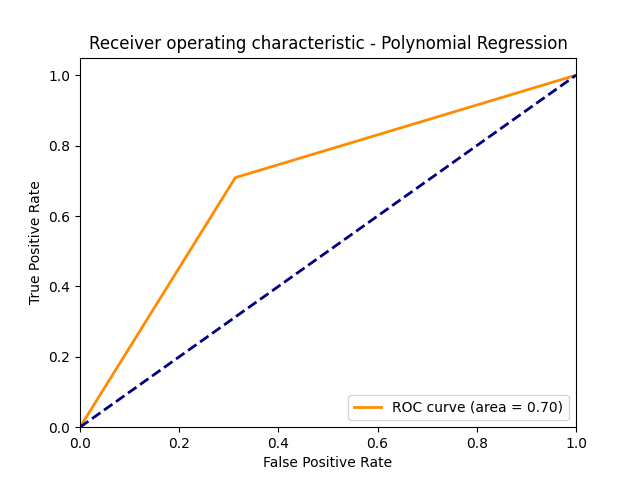 Receiver operating characteristic - Polynomial Regression
True Positive Rate
1.0
0.8
0.6
0.4
0.2
0.0
0.0 0.2 0.4 0.6 0.8 1.0
False Positive Rate
ROC curve (area = 0.70)